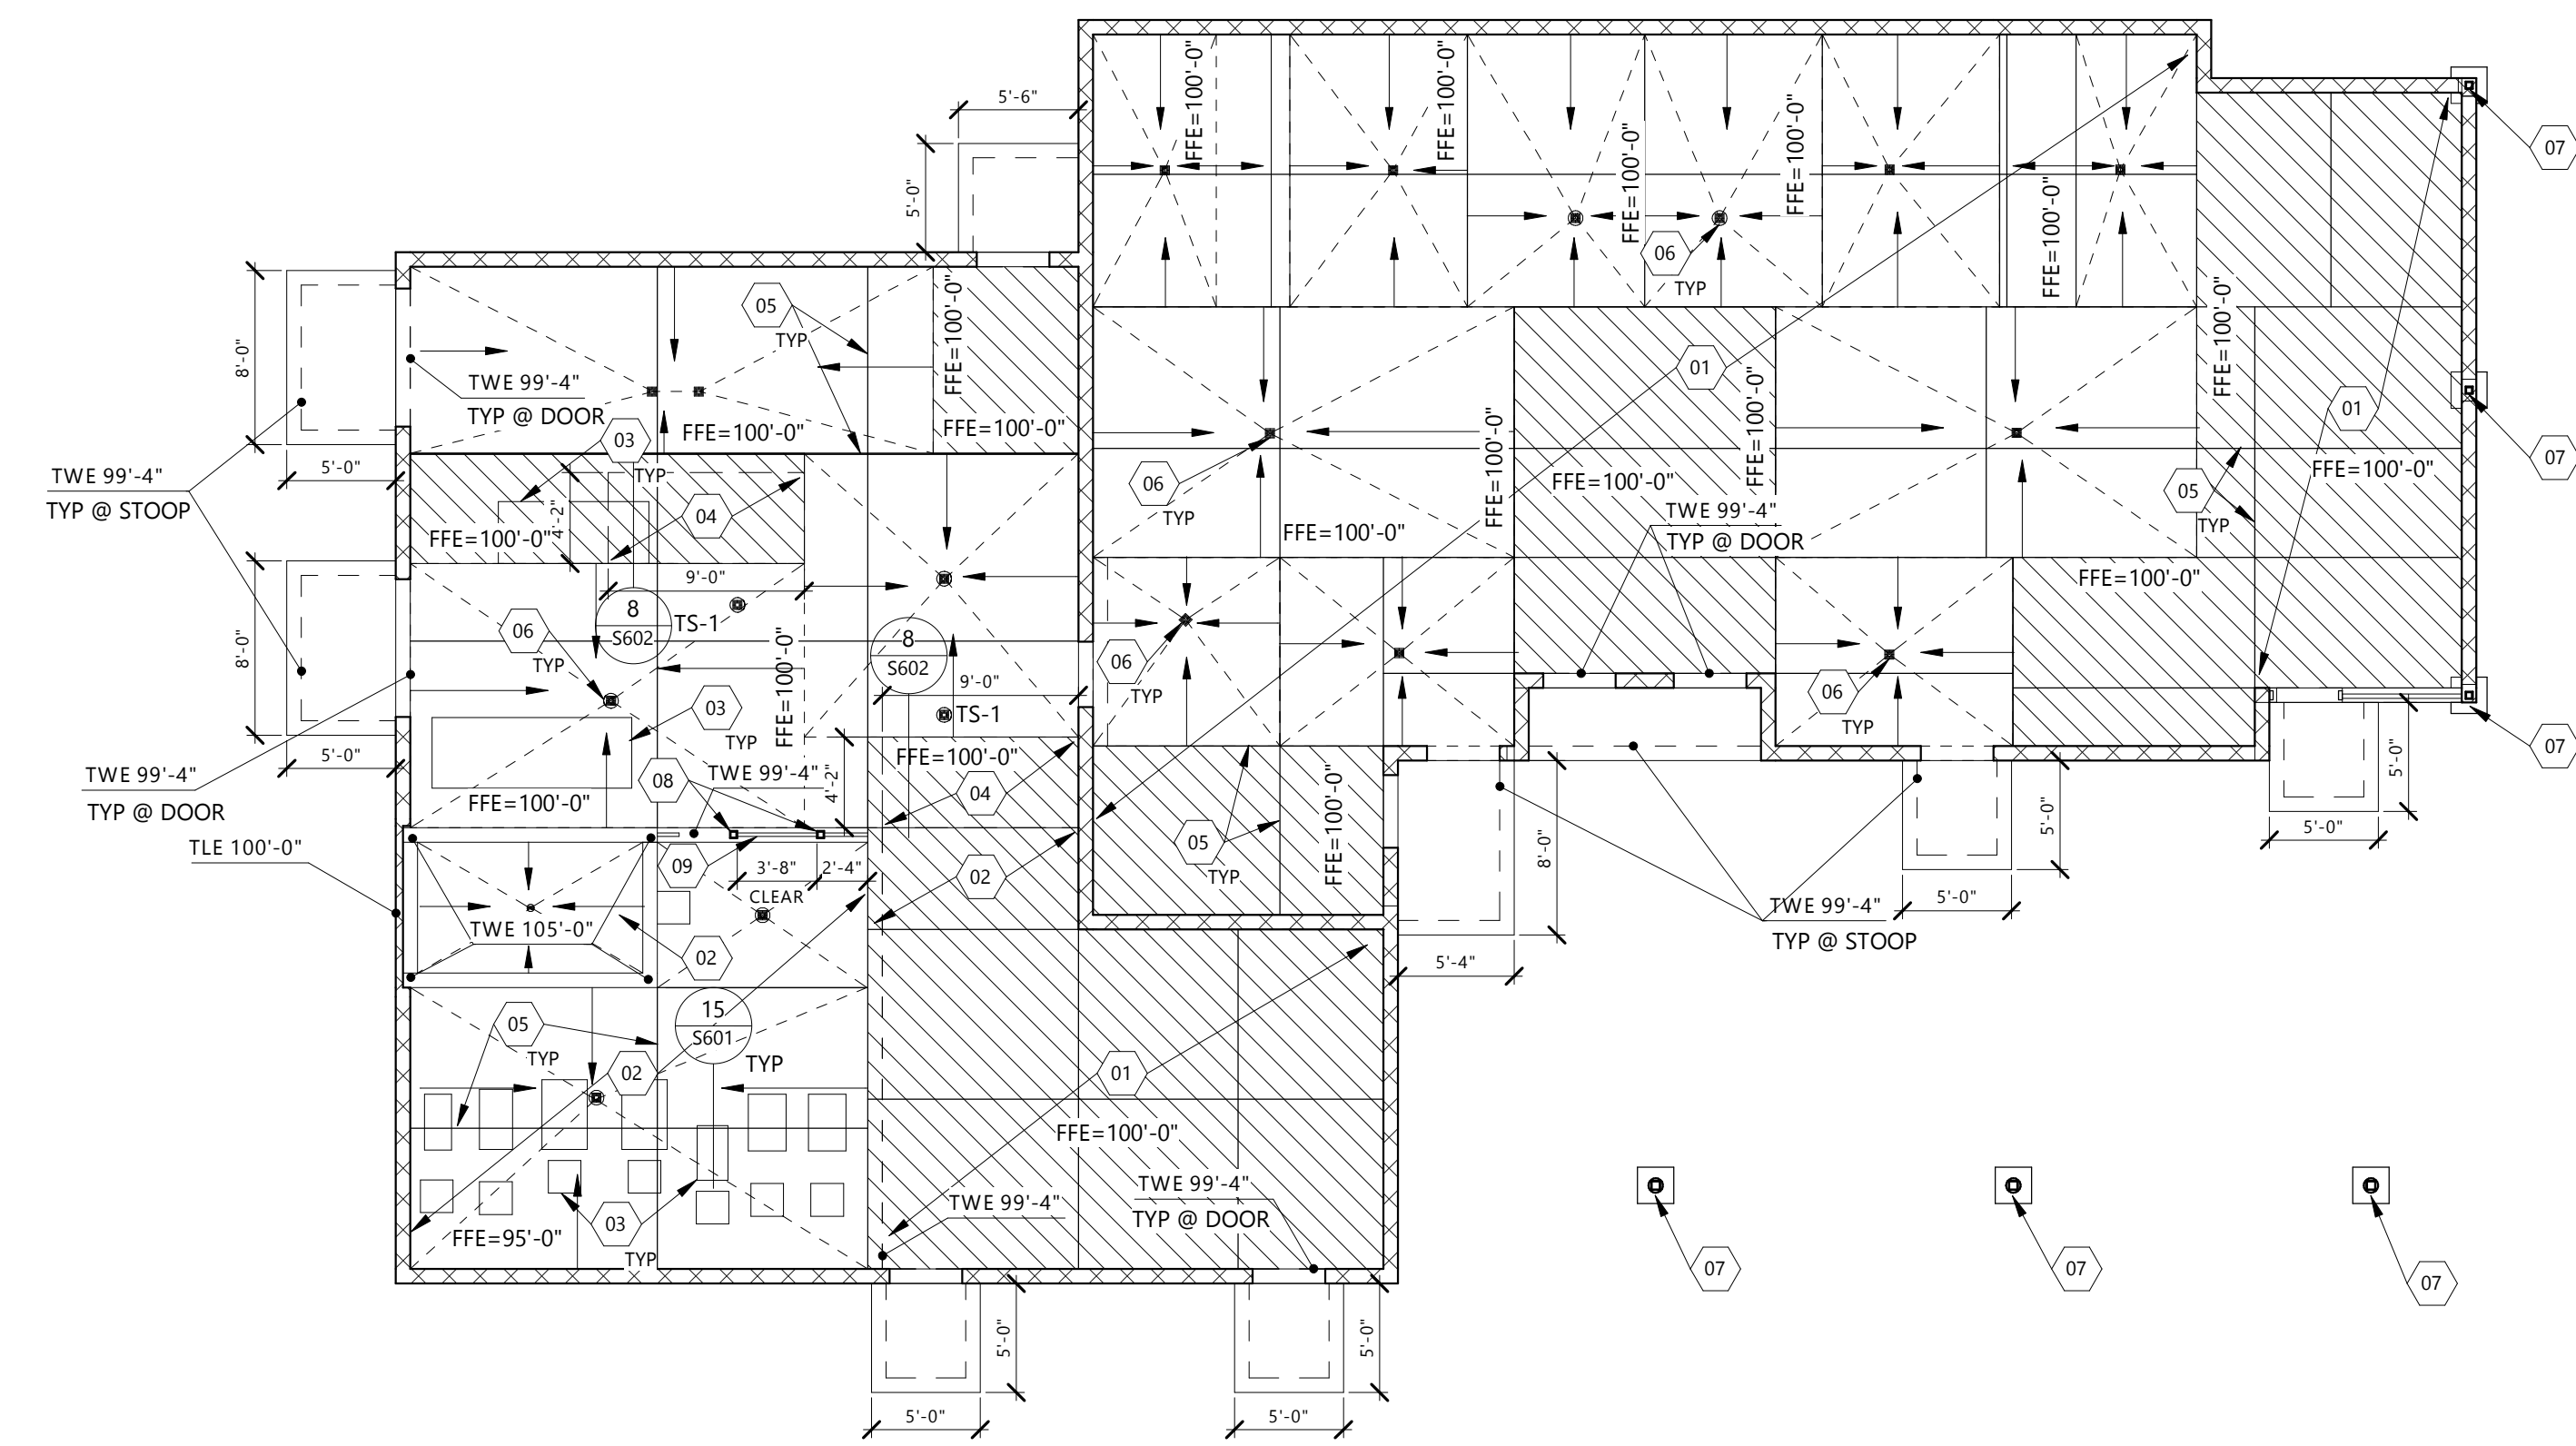 5'-6"
5'-0"
FFE=100'-0"
FFE=100'-0"
FFE=100'-0"
FFE=100'-0"
FFE=100'-0"
07
06
TYP
8'-0"
05
TYP
FFE=100'-0"
TWE 99'-4"
TYP @ DOOR
03
TYP
FFE=100'-0"
FFE=100'-0"
01
FFE=100'-0"
01
07
5'-0"
TWE 99'-4"
TYP @ STOOP
04
4'-2"
FFE=100'-0"
06
TYP
FFE=100'-0"
FFE=100'-0"
FFE=100'-0"
FFE=100'-0"
TWE 99'-4"
TYP @ DOOR
05
TYP
FFE=100'-0"
FFE=100'-0"
9'-0"
8
S602
TS-1
06
TYP
8'-0"
8
S602
9'-0"
TS-1
FFE=100'-0"
03
TYP
06
TYP
06
TYP
07
5'-0"
TWE 99'-4"
TYP @ DOOR
FFE=100'-0"
08
TWE 99'-4"
4'-2"
FFE=100'-0"
04
FFE=100'-0"
05
TYP
8'-0"
5'-0"
5'-0"
5'-0"
TLE 100'-0"
09
3'-8"
2'-4"
CLEAR
02
TWE 105'-0"
02
5'-4"
TWE 99'-4"
TYP @ STOOP
5'-0"
05
TYP
15
S601
TYP
02
01
FFE=100'-0"
03
TYP
FFE=95'-0"
TWE 99'-4"
TWE 99'-4"
TYP @ DOOR
07
07
07
5'-0"
5'-0"
5'-0"
5'-0"